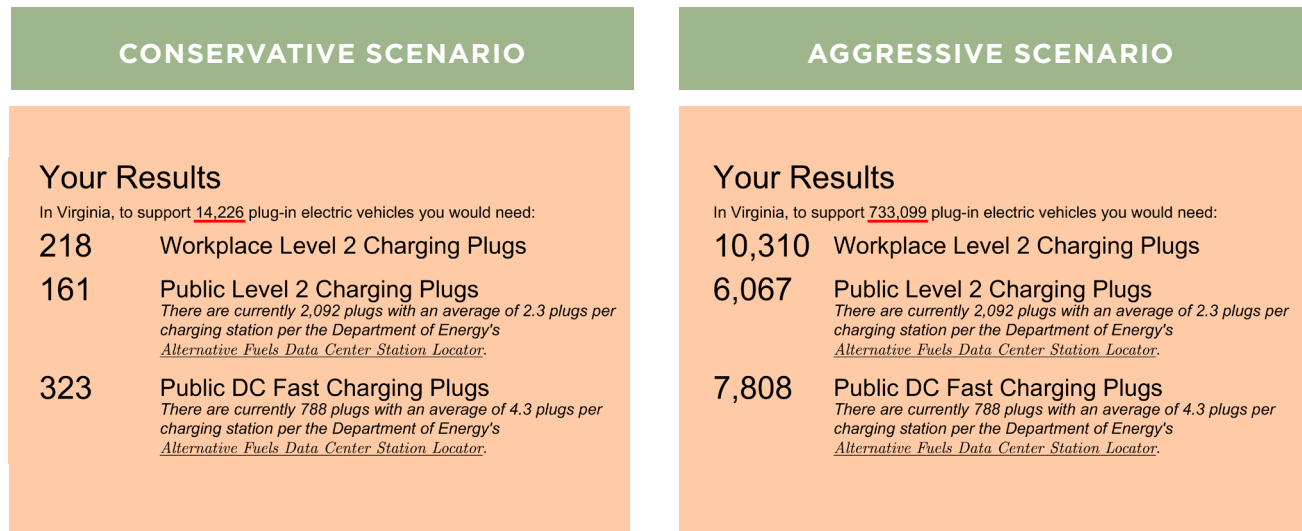 CONSERVATIVE SCENARIO
Your Results
In Virginia, to support 14,226 plug-in electric vehicles you would need:
218 Workplace Level 2 Charging Plugs
161 Public Level 2 Charging Plugs
There are currently 2,092 plugs with an average of 2.3 plugs per
charging station per the Department of Energy's
Alternative Fuels Data Center Station Locator.
323 Public DC Fast Charging Plugs
There are currently 788 plugs with an average of 4.3 plugs per
charging station per the Department of Energy's
Alternative Fuels Data Center Station Locator.
AGGRESSIVE SCENARIO
Your Results
In Virginia, to support 733,099 plug-in electric vehicles you would need:
10,310 Workplace Level 2 Charging Plugs
6,067 Public Level 2 Charging Plugs
There are currently 2,092 plugs with an average of 2.3 plugs per
charging station per the Department of Energy's
Alternative Fuels Data Center Station Locator.
7,808 Public DC Fast Charging Plugs
There are currently 788 plugs with an average of 4.3 plugs per
charging station per the Department of Energy's
Alternative Fuels Data Center Station Locator.